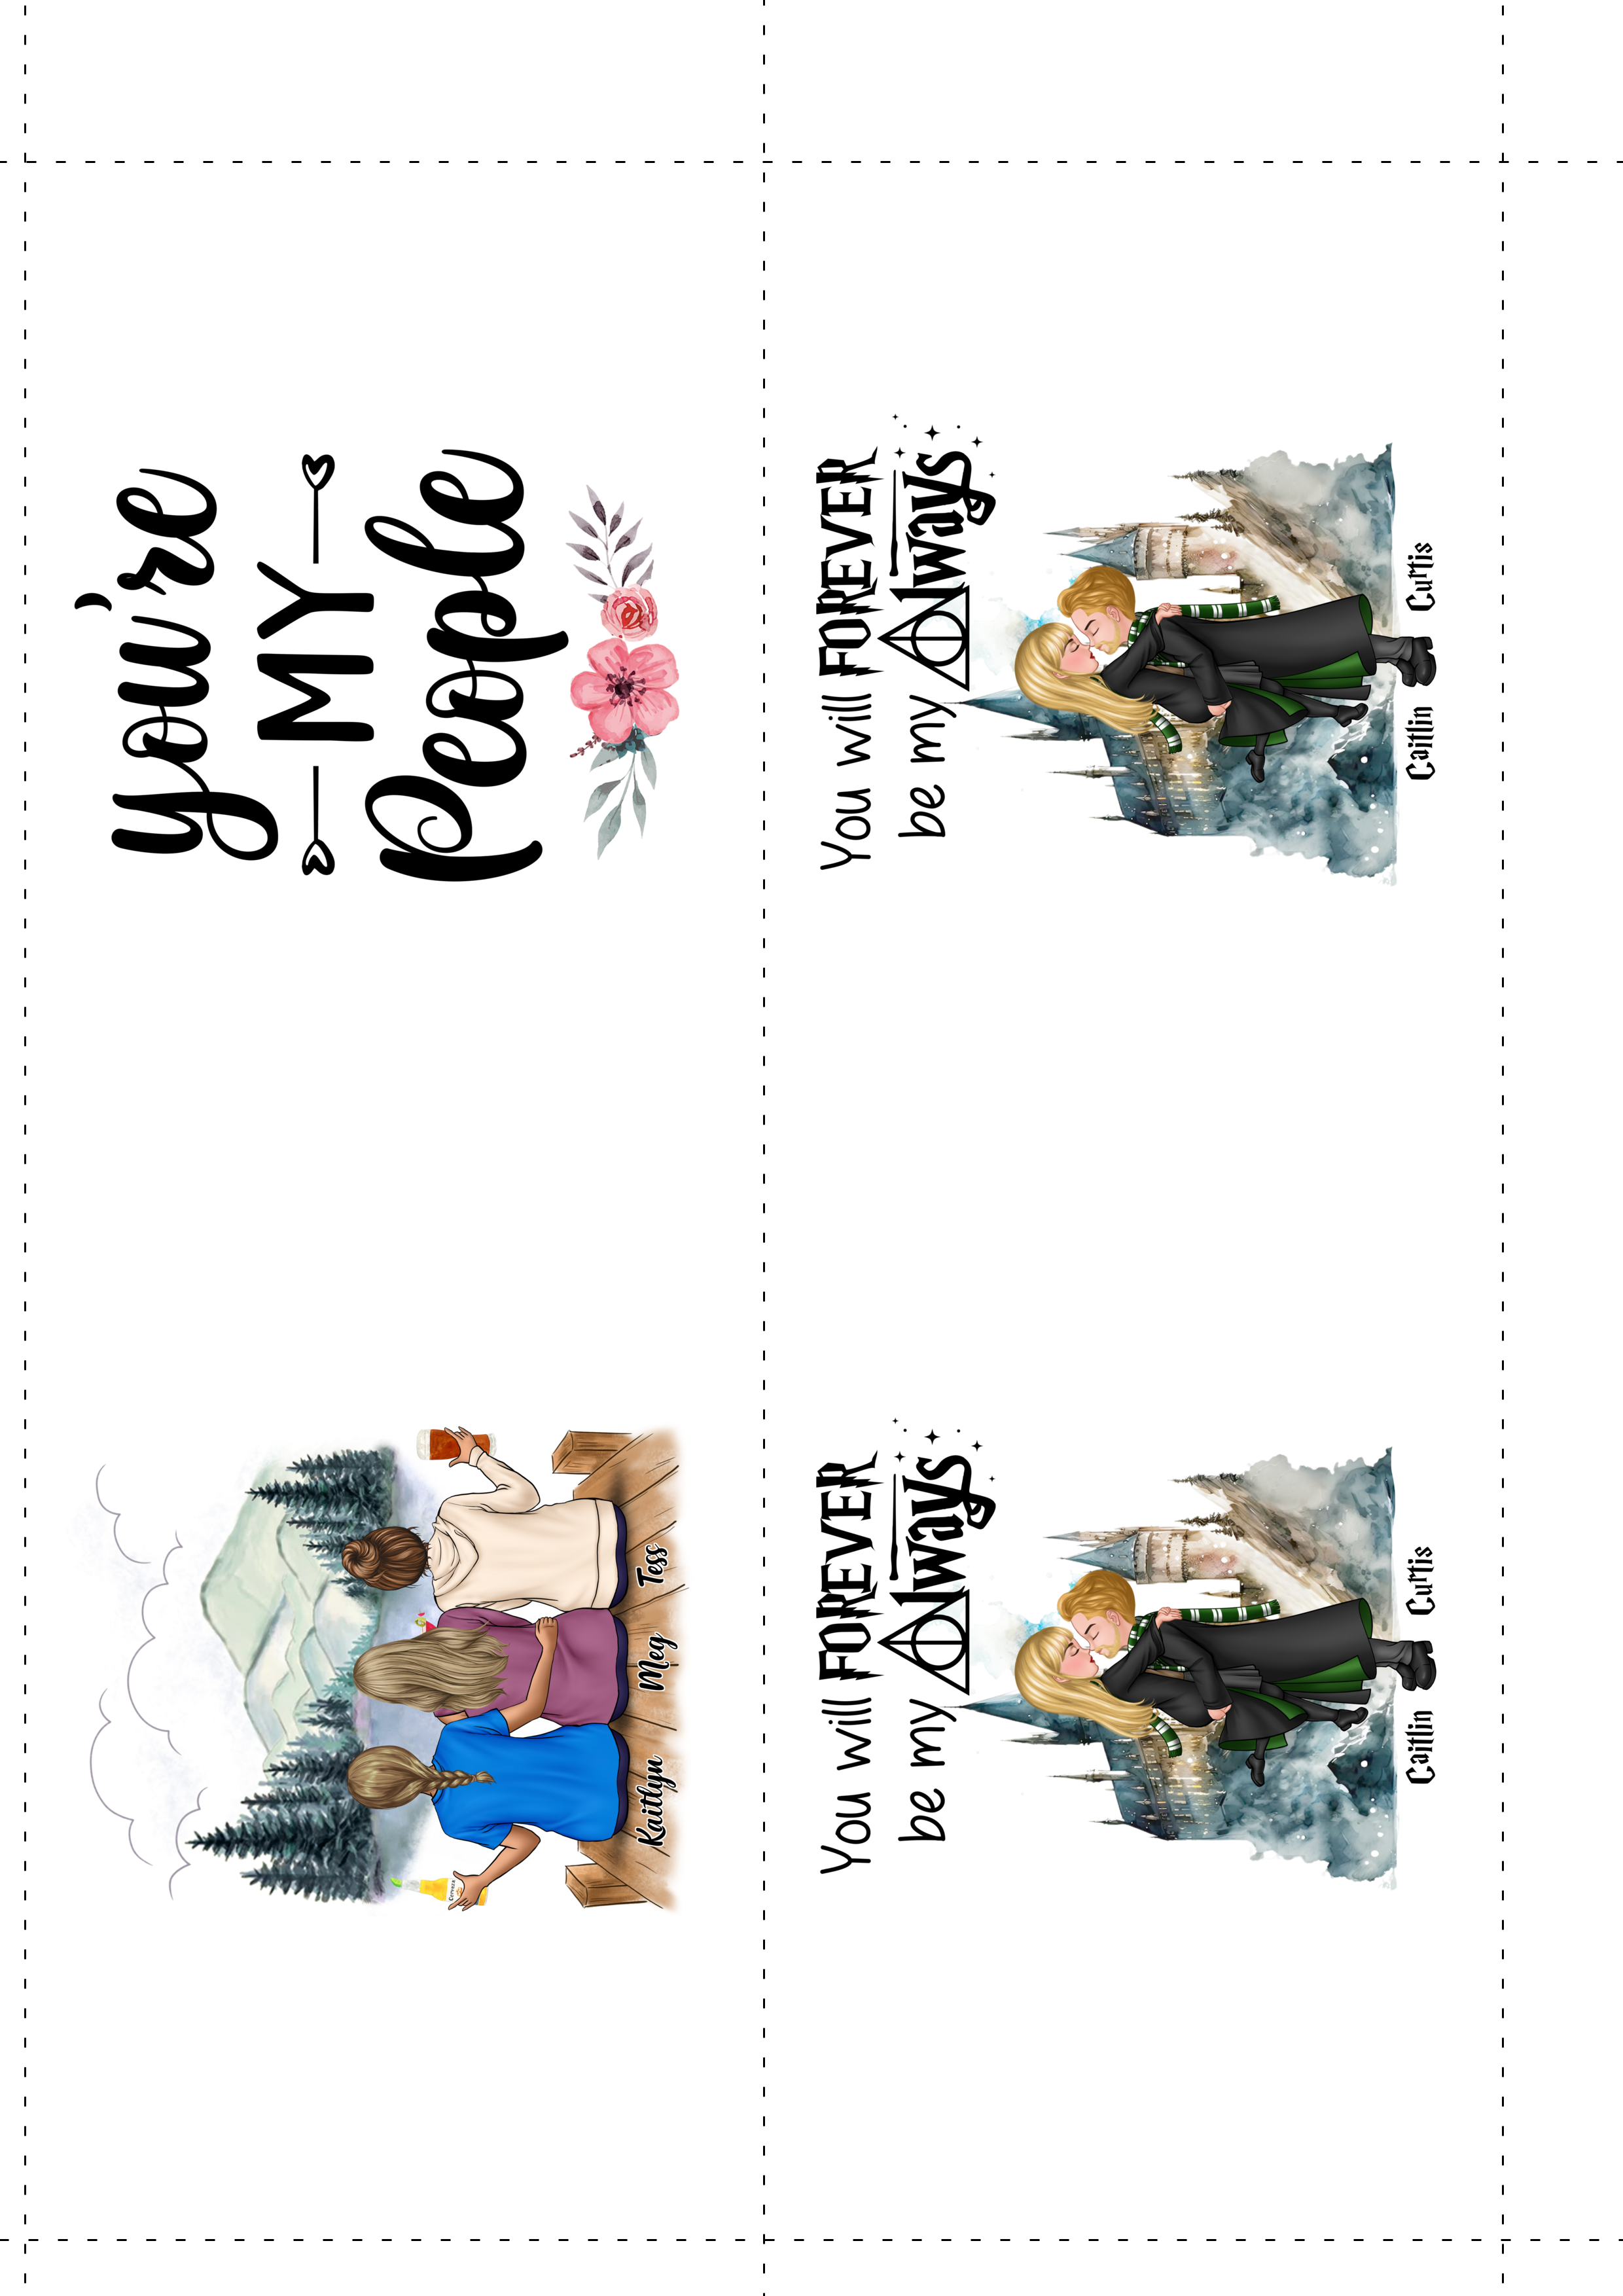 Cerveza
Kaitlyn Meg Tess
you're
MY
People
You will FOREVER
be my Always
Caitlin Curtis
You will FOREVER
be my Always
Caitlin Curtis